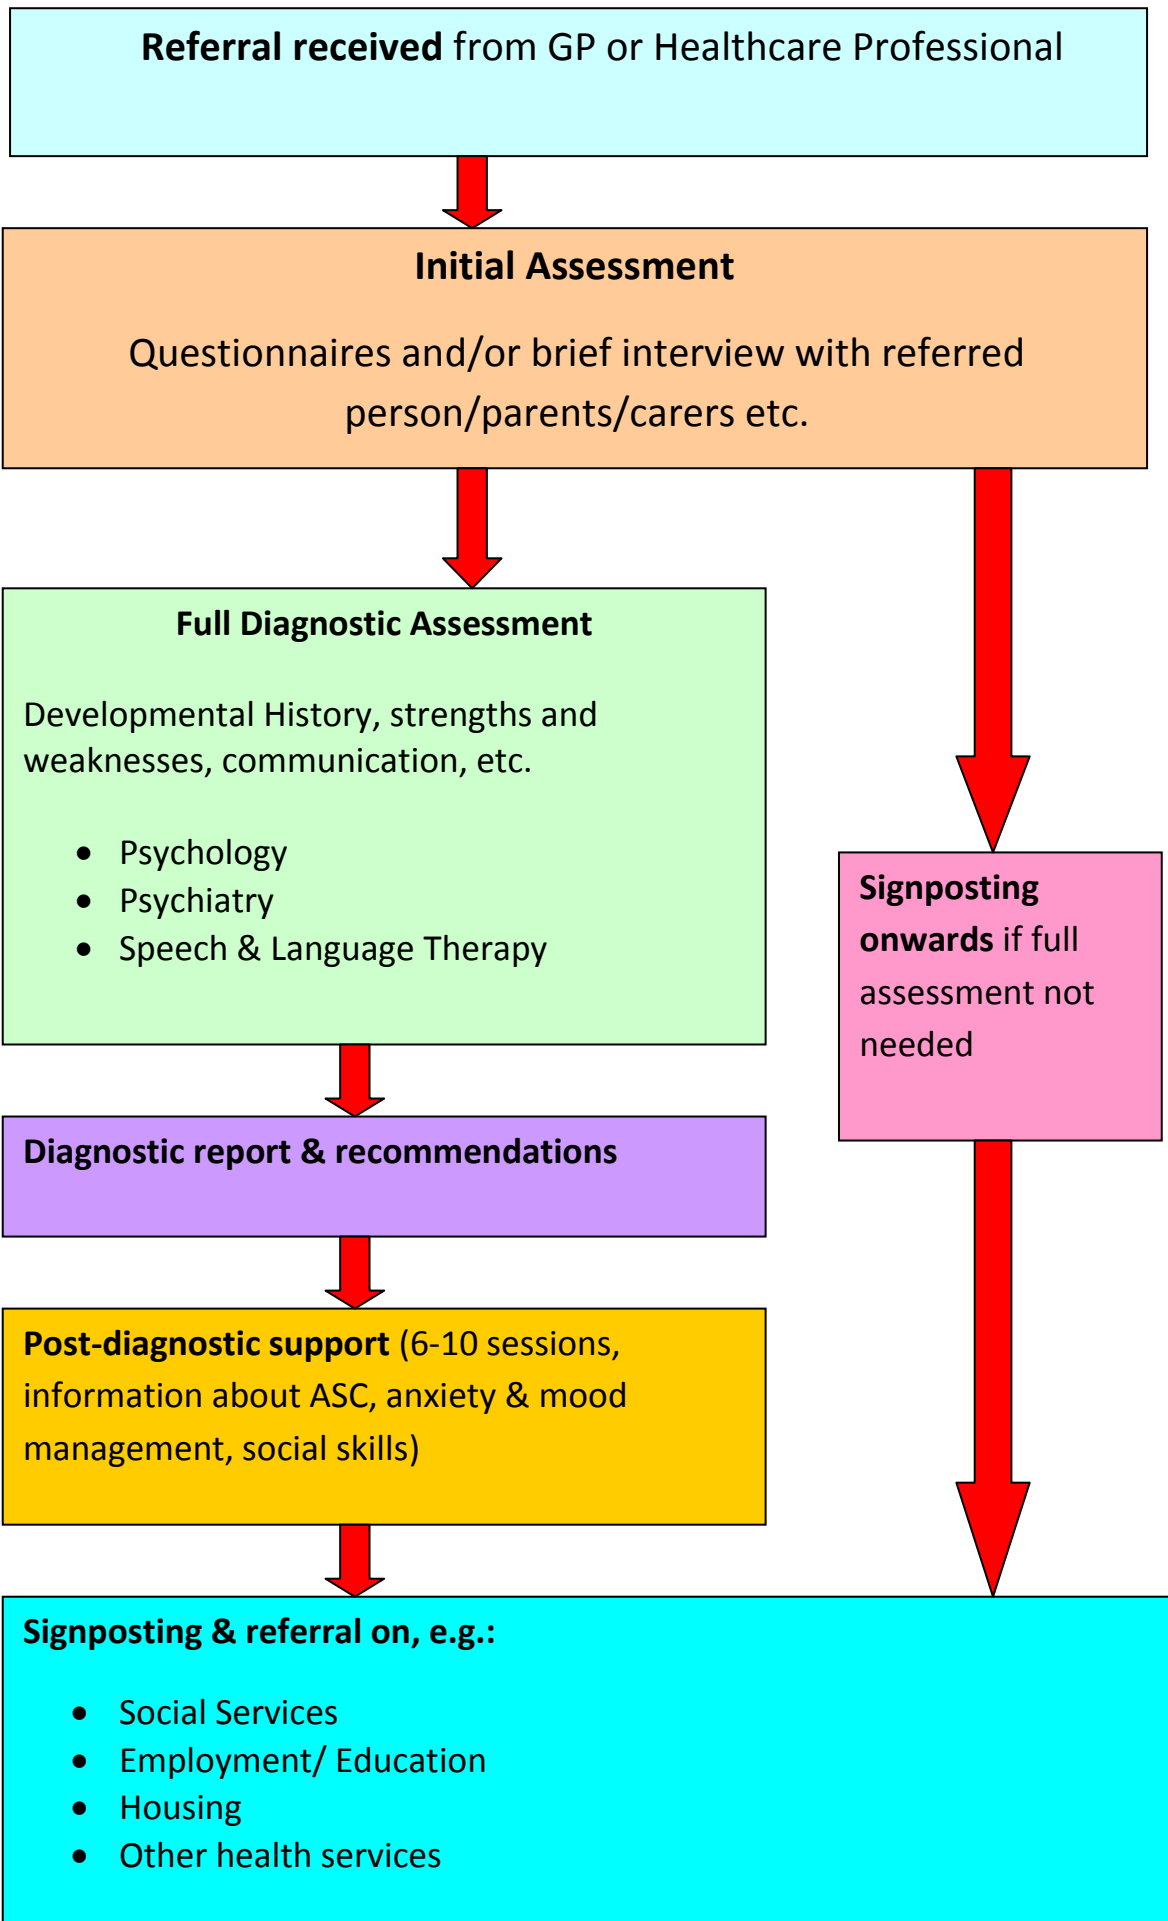 Referral received from GP or Healthcare Professional
Initial Assessment
Questionnaires and/or brief interview with referred
person/parents/carers etc.
Full Diagnostic Assessment
Developmental History, strengths and
weaknesses, communication, etc.
• Psychology
• Psychiatry
• Speech & Language Therapy
Signposting
onwards if full
assessment not
needed
Diagnostic report & recommendations
Post-diagnostic support (6-10 sessions,
information about ASC, anxiety & mood
management, social skills)
Signposting & referral on, e.g.:
• Social Services
• Employment/ Education
• Housing
• Other health services